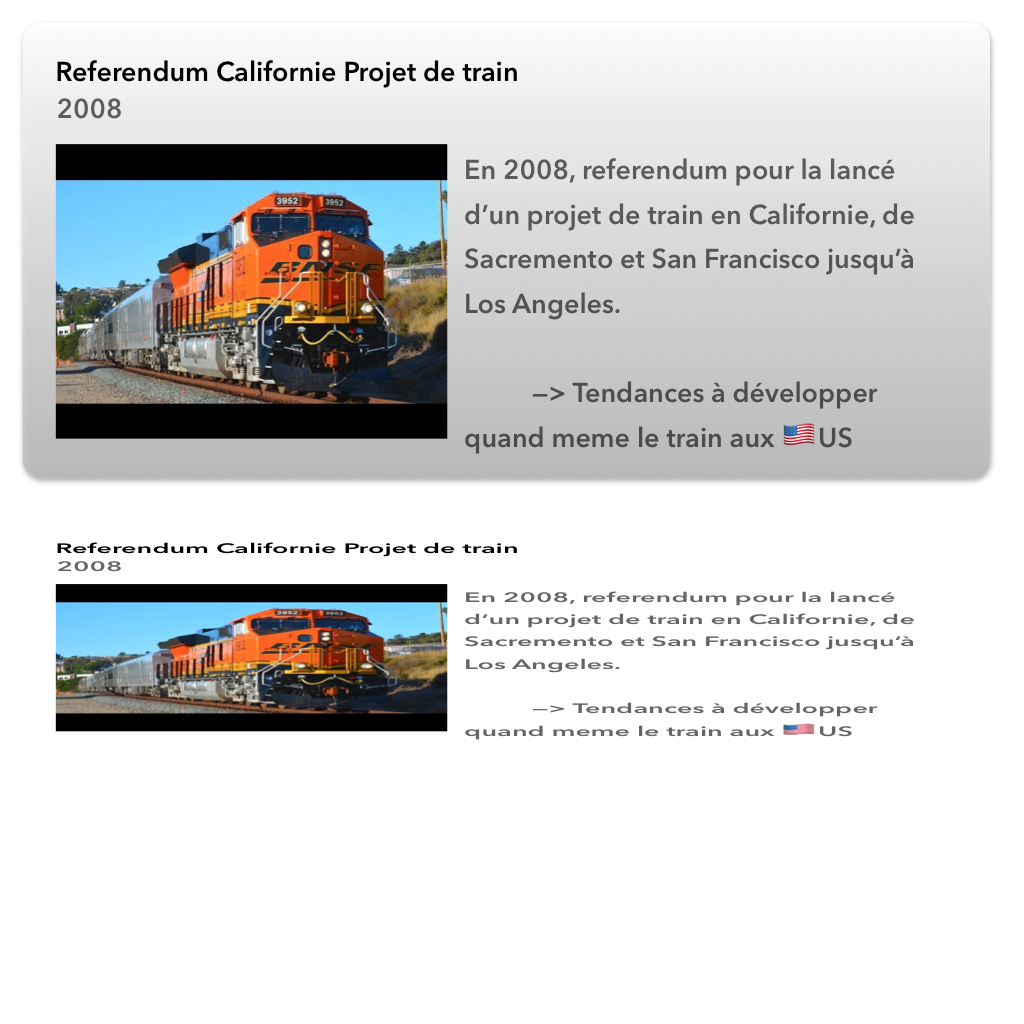 Referendum Californie Projet de train
2008
3952 3952
En 2008, referendum pour la lancé
d’un projet de train en Californie, de
Sacremento et San Francisco jusqu’à
Los Angeles.
—> Tendances à développer
quand meme le train aux 🇺🇸US
Referendum Californie Projet de train
2008
3952 3952
En 2008, referendum pour la lancé
d’un projet de train en Californie, de
Sacremento et San Francisco jusqu’à
Los Angeles.
—> Tendances à développer
quand meme le train aux 🇺🇸US